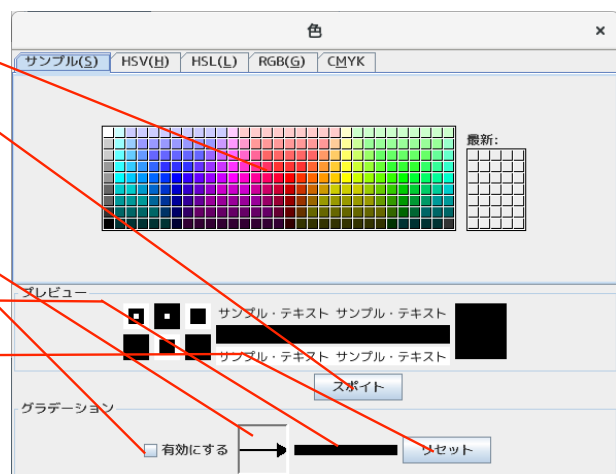 色
×
サンプル(S) HSV(H) HSL(L) RGB(G) CMYK
最新:
プレビュー
サンプル・テキスト サンプル・テキスト
サンプル・テキスト サンプル・テキスト
スポイト
グラデーション
有効にする
リセット